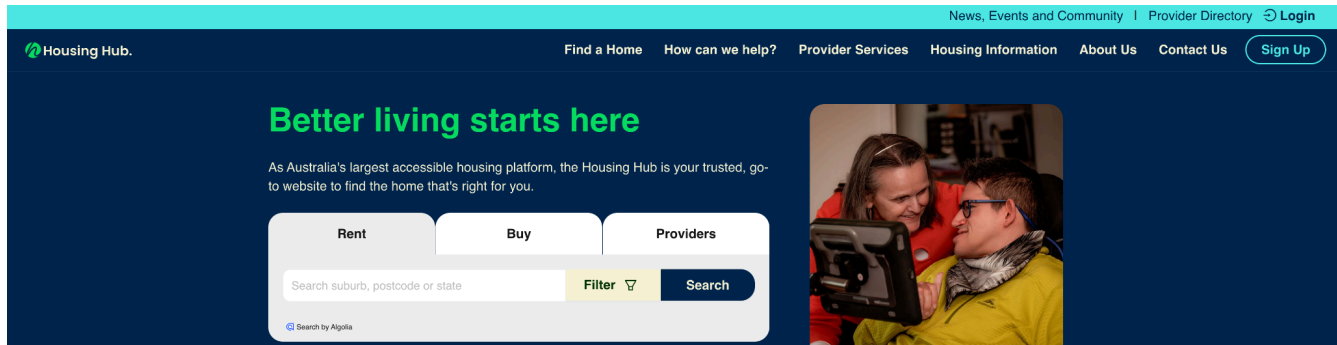 News, Events and Community | Provider Directory Login
Housing Hub.
Find a Home How can we help? Provider Services Housing Information About Us Contact Us Sign Up
Better living starts here
As Australia's largest accessible housing platform, the Housing Hub is your trusted, go-
to website to find the home that's right for you.
Rent Buy Providers
Search suburb, postcode or state Filter Search
Search by Algolia